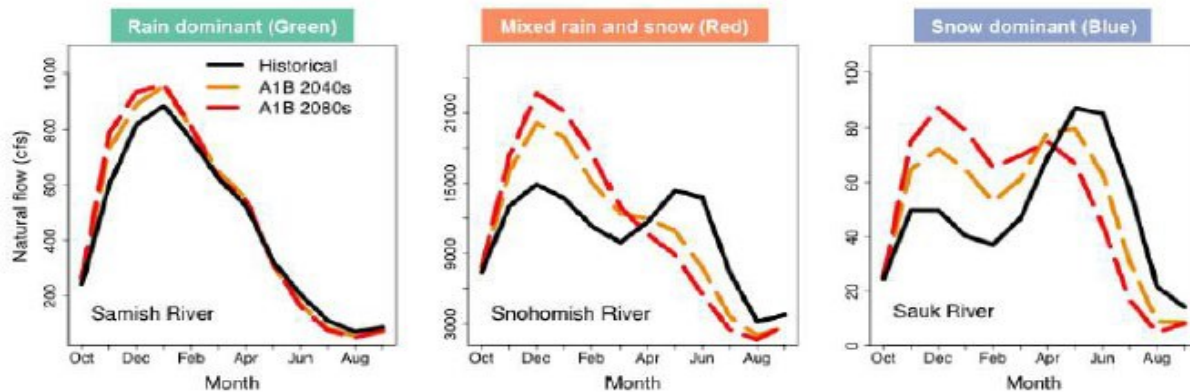 Rain dominant (Green)
Mixed rain and snow (Red)
Snow dominant (Blue)
Historical
A1B 2040s
A1B 2080s
Natural flow (cfs)
1000
800
600
400
200
Samish River
Oct Dec Feb Apr Jun Aug
Month
21000
15000
9000
3000
Snohomish River
Oct Dec Feb Apr Jun Aug
Month
100
80
60
40
20
0
Sauk River
Oct Dec Feb Apr Jun Aug
Month